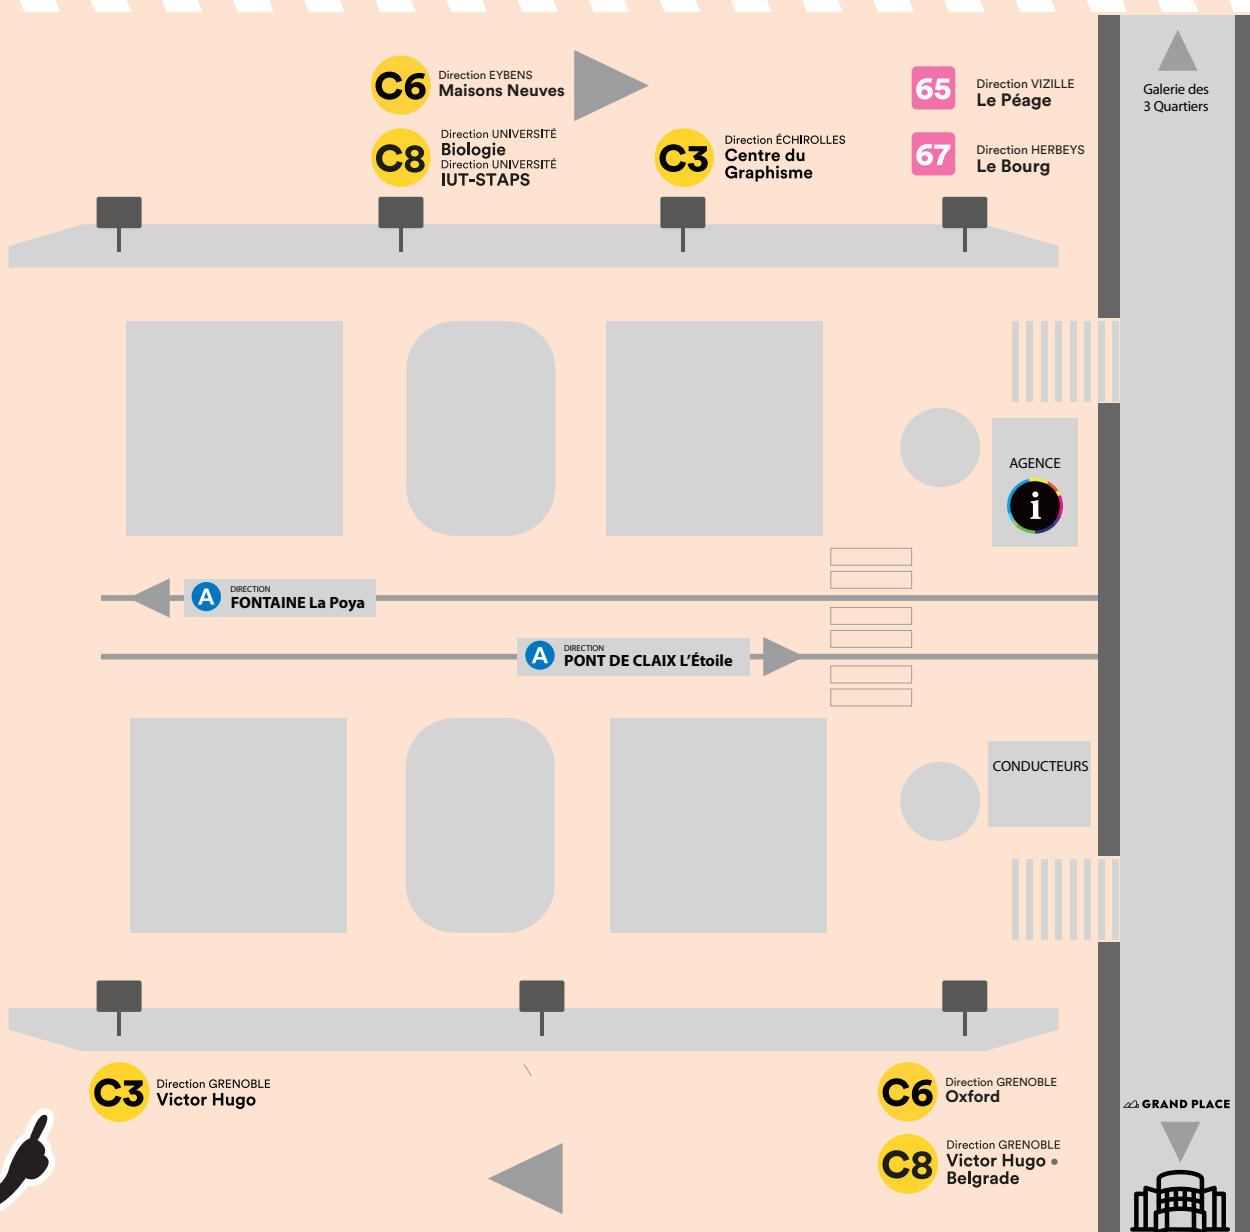 C6
Direction EYBENS
Maisons Neuves
C8
Direction UNIVERSITÉ
Biologie
Direction UNIVERSITÉ
IUT-STAPS
C3
Direction ÉCHIROLLES
Centre du
Graphisme
65
Direction VIZILLE
Le Péage
67
Direction HERBEYS
Le Bourg
Galerie des
3 Quartiers
AGENCE
i
A
DIRECTION
FONTAINE La Poya
A
DIRECTION
PONT DE CLAIX L’Étoile
CONDUCTEURS
C3
Direction GRENOBLE
Victor Hugo
C6
Direction GRENOBLE
Oxford
C8
Direction GRENOBLE
Victor Hugo •
Belgrade
GRAND PLACE